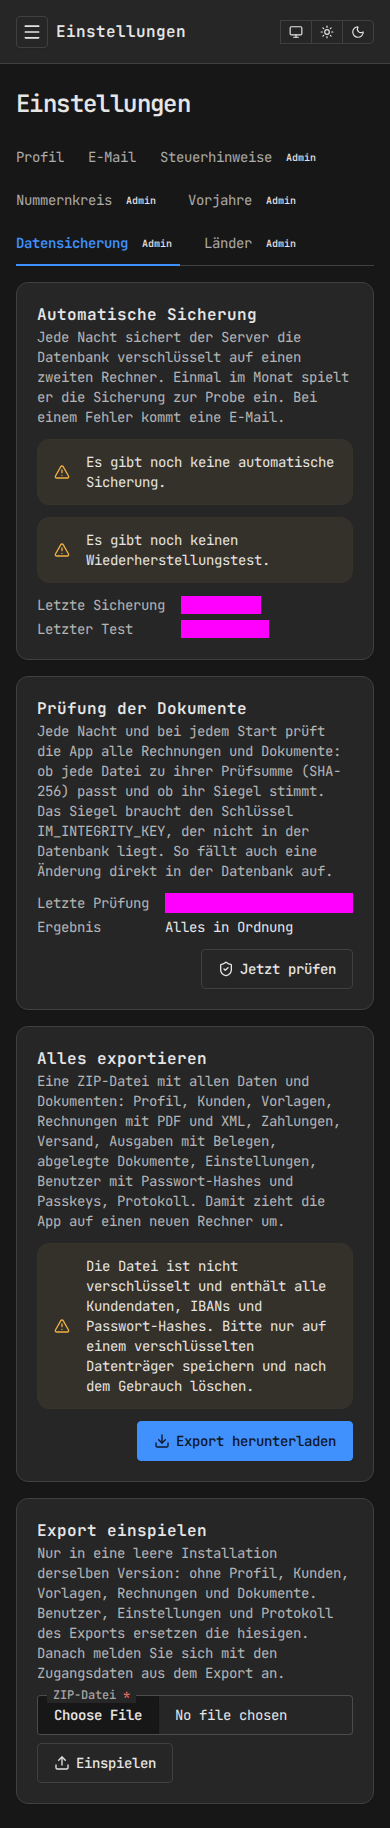 Einstellungen
Einstellungen
Profil E-Mail Steuerhinweise Admin
Nummernkreis Admin Vorjahre Admin
Datensicherung Admin Länder Admin
Automatische Sicherung
Jede Nacht sichert der Server die
Datenbank verschlüsselt auf einen
zweiten Rechner. Einmal im Monat spielt
er die Sicherung zur Probe ein. Bei
einem Fehler kommt eine E-Mail.
Es gibt noch keine automatische
Sicherung.
Es gibt noch keinen
Wiederherstellungstest.
Letzte Sicherung
Letzter Test
Prüfung der Dokumente
Jede Nacht und bei jedem Start prüft
die App alle Rechnungen und Dokumente:
ob jede Datei zu ihrer Prüfsumme (SHA-
256) passt und ob ihr Siegel stimmt.
Das Siegel braucht den Schlüssel
IM_INTEGRITY_KEY, der nicht in der
Datenbank liegt. So fällt auch eine
Änderung direkt in der Datenbank auf.
Letzte Prüfung
Ergebnis Alles in Ordnung
Jetzt prüfen
Alles exportieren
Eine ZIP-Datei mit allen Daten und
Dokumenten: Profil, Kunden, Vorlagen,
Rechnungen mit PDF und XML, Zahlungen,
Versand, Ausgaben mit Belegen,
abgelegte Dokumente, Einstellungen,
Benutzer mit Passwort-Hashes und
Passkeys, Protokoll. Damit zieht die
App auf einen neuen Rechner um.
Die Datei ist nicht
verschlüsselt und enthält alle
Kundendaten, IBANs und
Passwort-Hashes. Bitte nur auf
einem verschlüsselten
Datenträger speichern und nach
dem Gebrauch löschen.
Export herunterladen
Export einspielen
Nur in eine leere Installation
derselben Version: ohne Profil, Kunden,
Vorlagen, Rechnungen und Dokumente.
Benutzer, Einstellungen und Protokoll
des Exports ersetzen die hiesigen.
Danach melden Sie sich mit den
Zugangsdaten aus dem Export an.
ZIP-Datei *
Choose File No file chosen
Einspielen